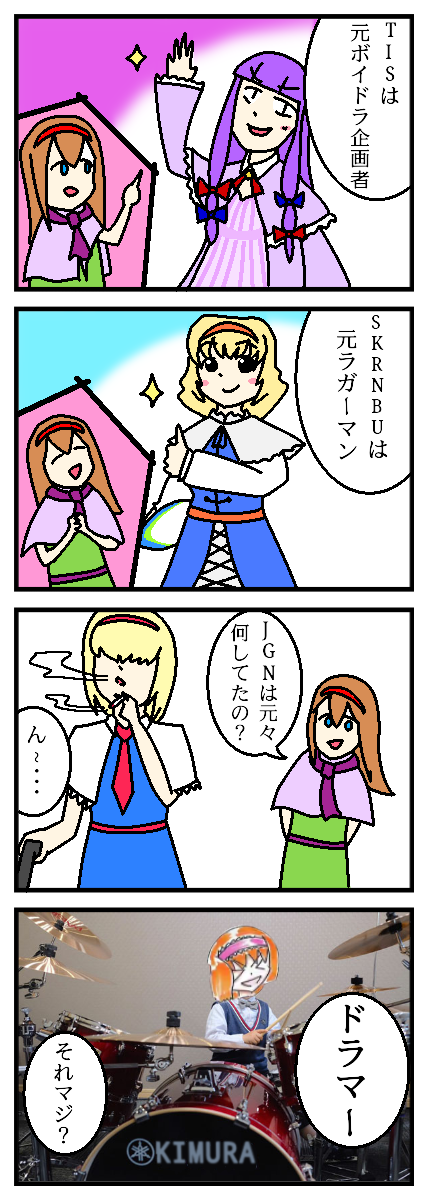 TISは
元ボイドラ企画者
SKRNBUは
元ラガーマン
JGNは元々
何してたの？
ん～…
ドラマー
それマジ？
KIMURA